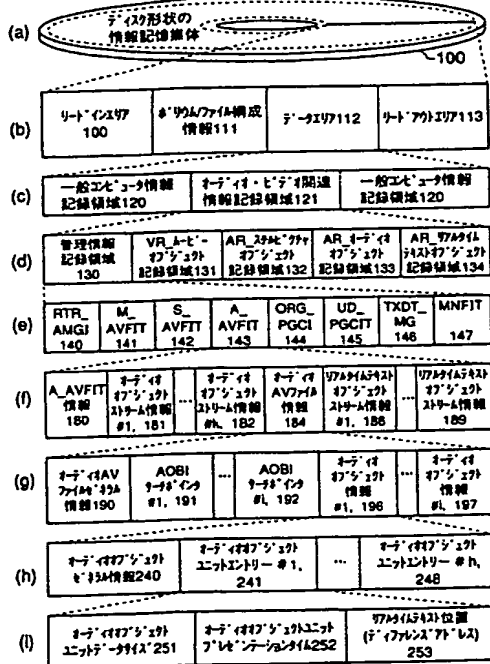 (a)
ディスク形状の
情報記憶媒体
100
(b)
リードインエリア
100
ボリウム/ファイル構成
情報111
データエリア112
リードアウトエリア113
(c)
一般コンピュータ情報
記録領域120
オーディオ・ビデオ関連
情報記録領域121
一般コンピュータ情報
記録領域120
(d)
管理情報
記録領域
130
VR_ムービー
オブジェクト
記録領域131
AR_スチルピクチャ
オブジェクト
記録領域132
AR_オーディオ
オブジェクト
記録領域133
AR_リアルタイム
テキストオブジェクト
記録領域134
(e)
RTR_
AMGI
140
M_
AVFIT
141
S_
AVFIT
142
A_
AVFIT
143
ORG_
PGCI
144
UD_
PGCIT
145
TXDT_
MG
146
MNFIT
147
(f)
A_AVFIT
情報
180
オーディオ
オブジェクト
ストリーム情報
#1, 181
…
オーディオ
オブジェクト
ストリーム情報
#h, 182
オーディオ
AVファイル
情報
184
リアルタイムテキスト
オブジェクト
ストリーム情報
#1, 188
…
リアルタイムテキスト
オブジェクト
ストリーム情報
189
(g)
オーディオAV
ファイルゼネラル
情報190
AOBI
サーチポインタ
#1, 191
…
AOBI
サーチポインタ
#i, 192
オーディオ
オブジェクト
情報
#1, 196
…
オーディオ
オブジェクト
情報
#i, 197
(h)
オーディオオブジェクト
ゼネラル情報240
オーディオオブジェクト
ユニットエントリー #1,
241
…
オーディオオブジェクト
ユニットエントリー #h,
248
(i)
オーディオオブジェクト
ユニットデータサイズ251
オーディオオブジェクトユニット
プレゼンテーションタイム252
リアルタイムテキスト位置
(ディファレンスアドレス)
253